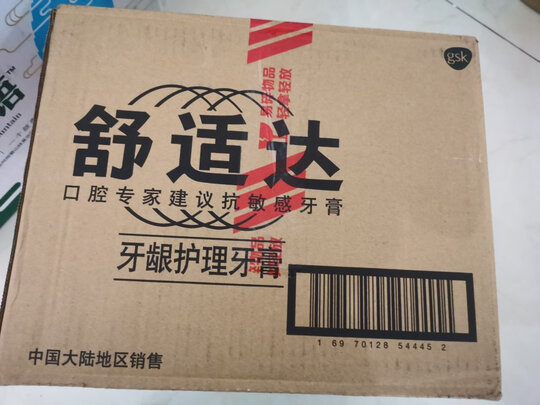 gsk
易碎物品
轻拿轻放
舒适达
口腔专家建议抗敏感牙膏
牙龈护理牙膏
1 69 70128 54445 2
中国大陆地区销售